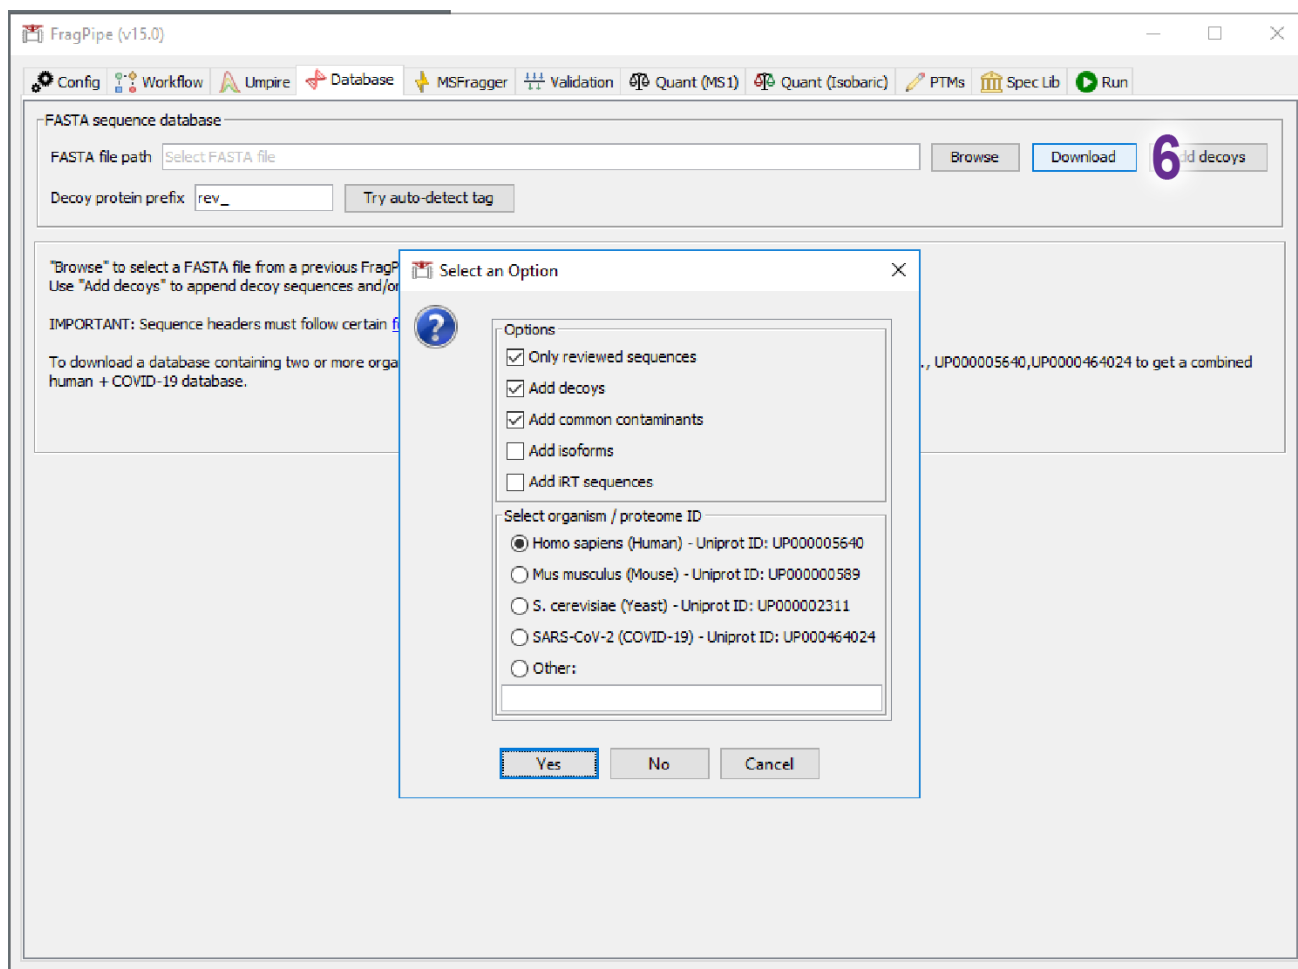 FragPipe (v15.0)
Config Workflow Umpire Database MSFragger Validation Quant (MS1) Quant (Isobaric) PTMs Spec Lib Run
FASTA sequence database
FASTA file path Select FASTA file Browse Download 6 decoys
Decoy protein prefix rev_ Try auto-detect tag
"Browse" to select a FASTA file from a previous FragP
Use "Add decoys" to append decoy sequences and/or
IMPORTANT: Sequence headers must follow certain f
To download a database containing two or more orga ., UP000005640,UP0000464024 to get a combined
human + COVID-19 database.
Select an Option
Options
Only reviewed sequences
Add decoys
Add common contaminants
Add isoforms
Add iRT sequences
Select organism / proteome ID
Homo sapiens (Human) - Uniprot ID: UP000005640
Mus musculus (Mouse) - Uniprot ID: UP000000589
S. cerevisiae (Yeast) - Uniprot ID: UP000002311
SARS-CoV-2 (COVID-19) - Uniprot ID: UP000464024
Other:
Yes No Cancel